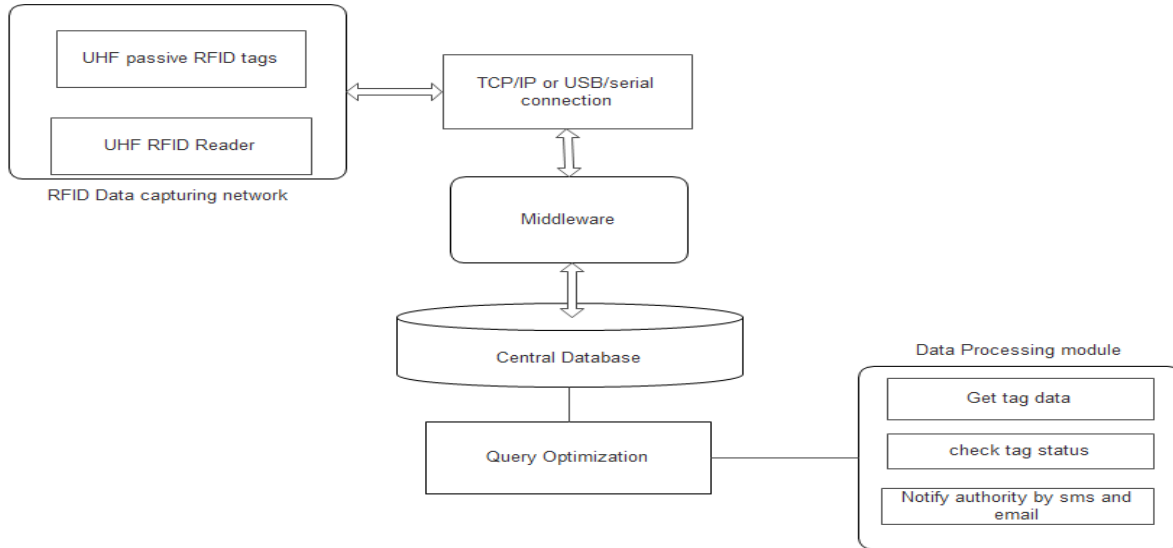 UHF passive RFID tags
UHF RFID Reader
RFID Data capturing network
TCP/IP or USB/serial
connection
Middleware
Central Database
Query Optimization
Data Processing module
Get tag data
check tag status
Notify authority by sms and
email